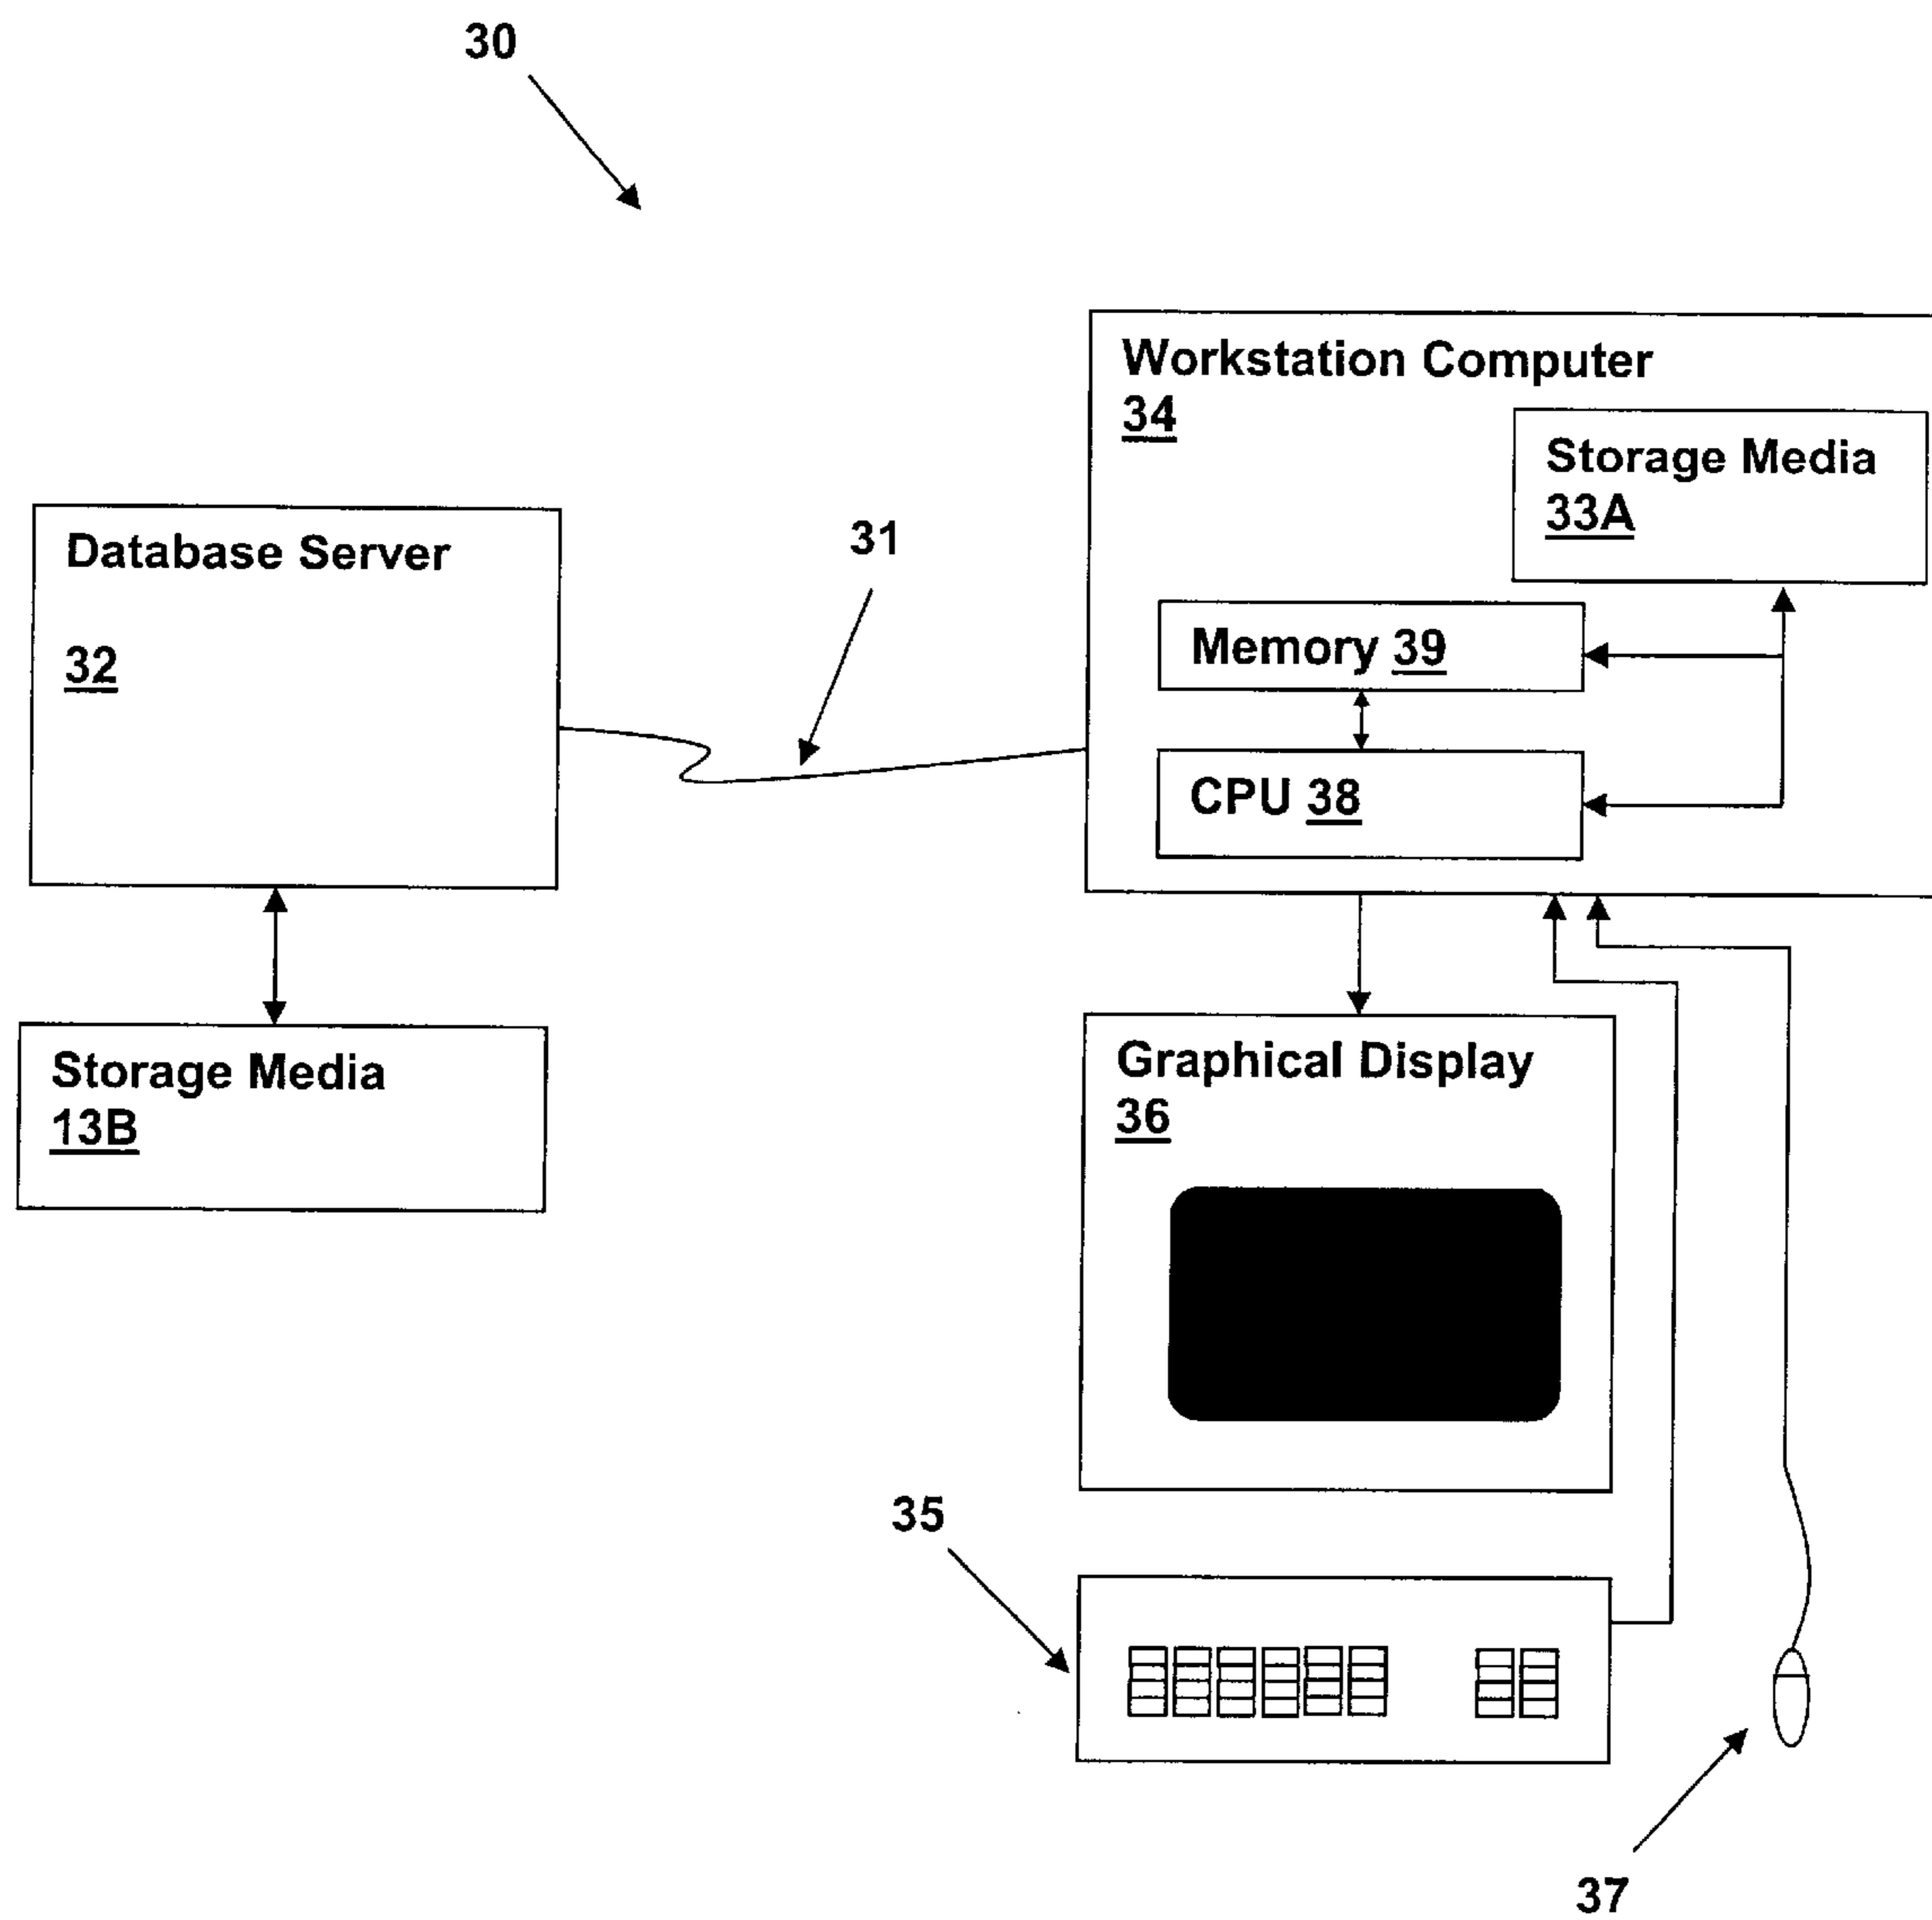 30
Workstation Computer
34
Storage Media
33A
Database Server
32
31
Memory 39
CPU 38
Storage Media
13B
Graphical Display
36
35
37